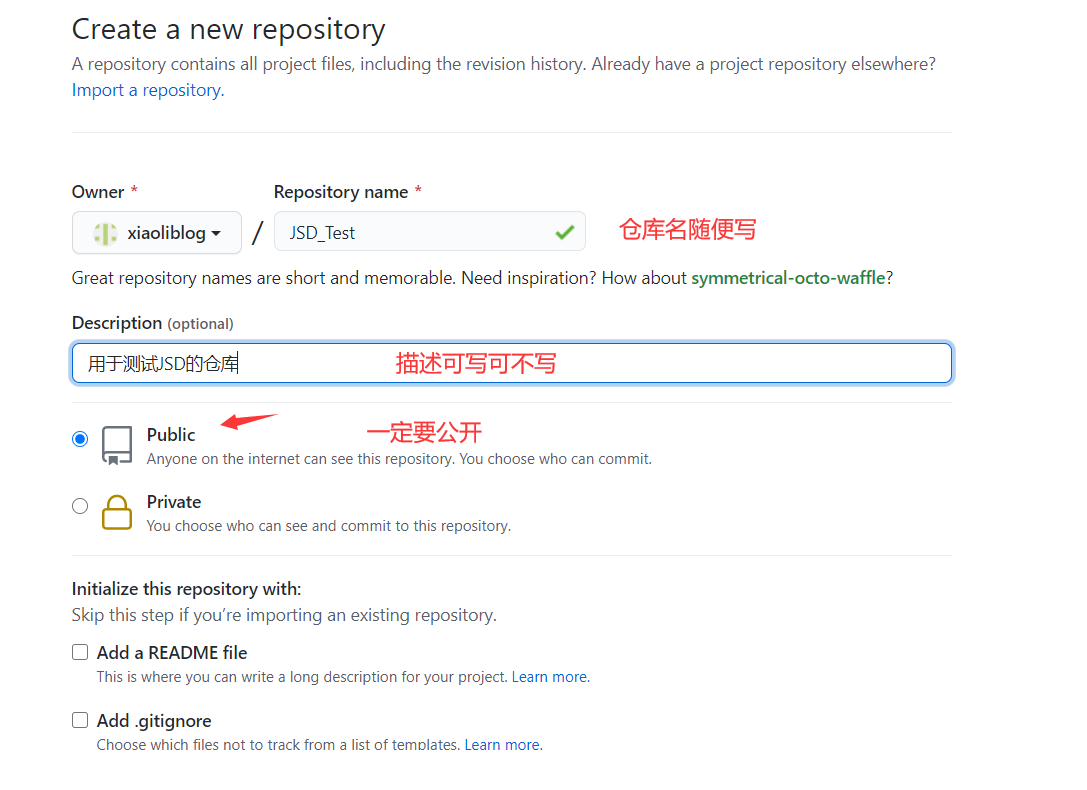 Create a new repository
A repository contains all project files, including the revision history. Already have a project repository elsewhere?
Import a repository.
Owner * Repository name *
xiaoliblog / JSD_Test 仓库名随便写
Great repository names are short and memorable. Need inspiration? How about symmetrical-octo-waffle?
Description (optional)
用于测试JSD的仓库 描述可写可不写
Public 一定要公开
Anyone on the internet can see this repository. You choose who can commit.
Private
You choose who can see and commit to this repository.
Initialize this repository with:
Skip this step if you’re importing an existing repository.
Add a README file
This is where you can write a long description for your project. Learn more.
Add .gitignore
Choose which files not to track from a list of templates. Learn more.